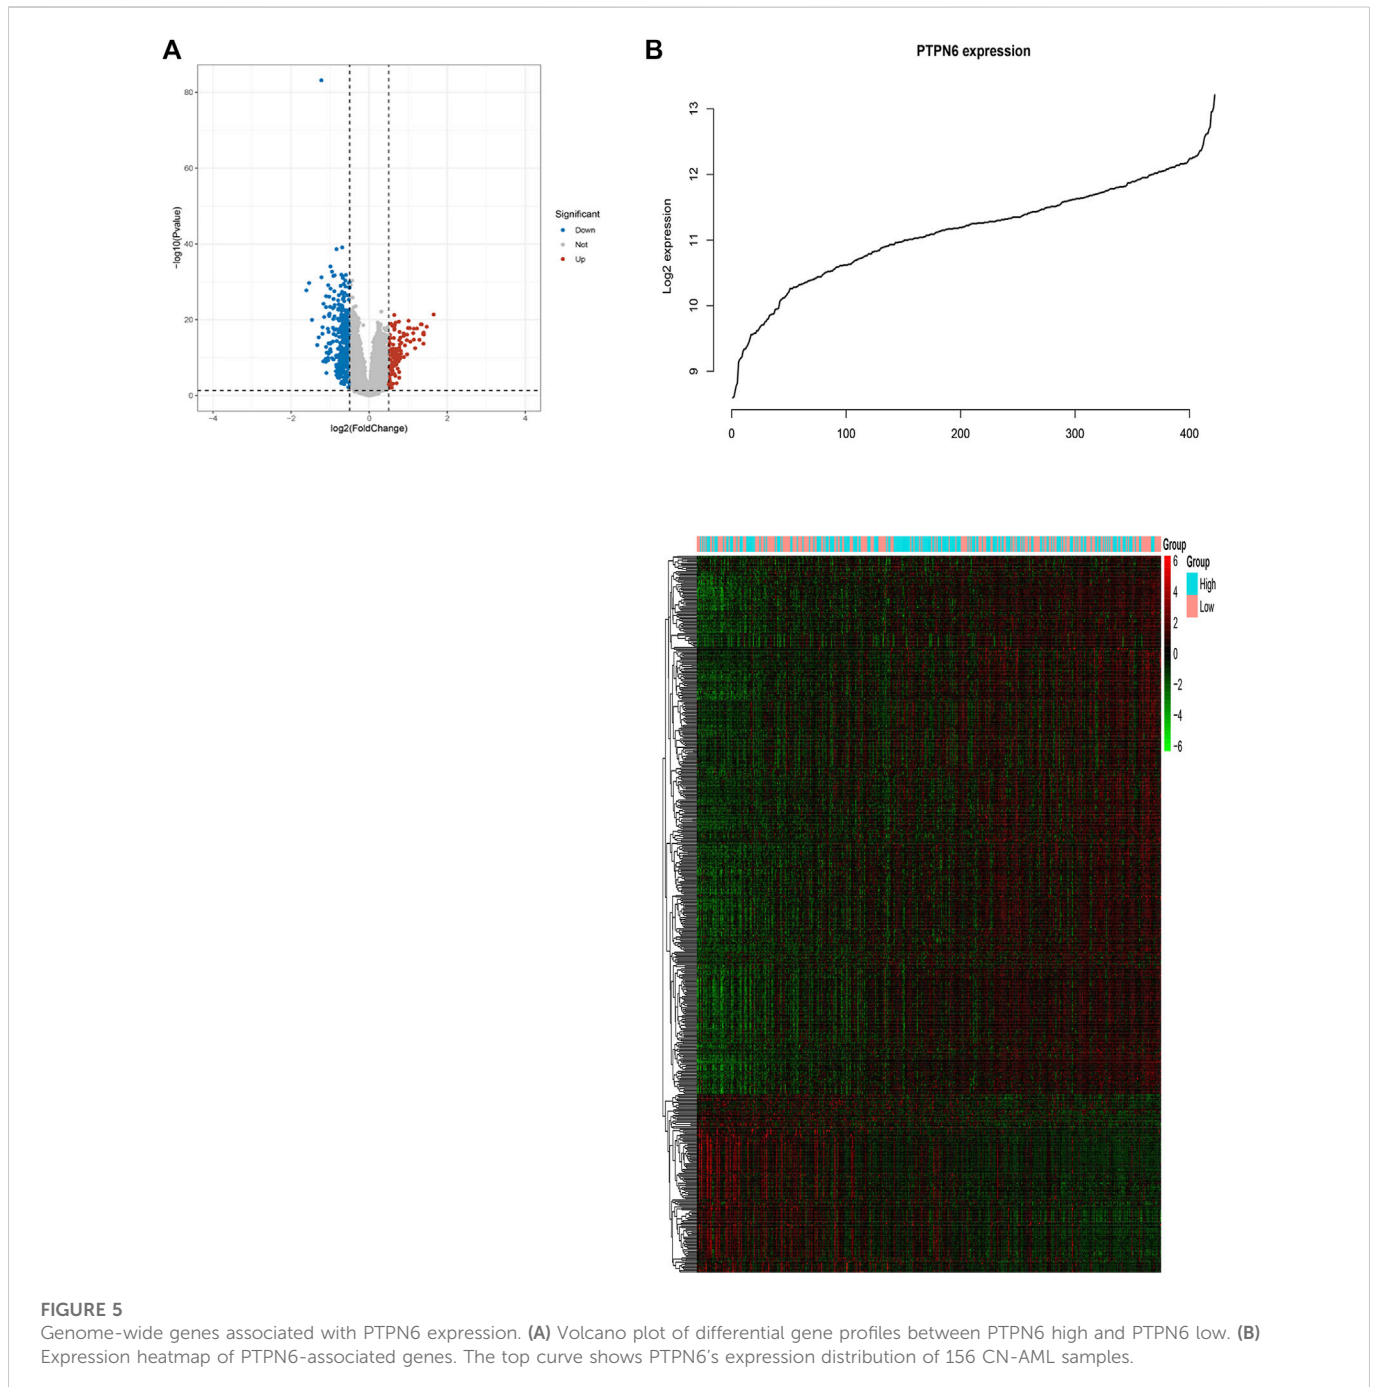 A
80
60
40
20
0
-log10(Pvalue)
−4
−2
0
2
4
log2(FoldChange)
Significant
Down
Not
Up
B
PTPN6 expression
13
12
11
10
9
Log2 expression
0
100
200
300
400
Group
6
4
2
0
−2
−4
−6
Group
High
Low
FIGURE 5
Genome-wide genes associated with PTPN6 expression. (A) Volcano plot of differential gene profiles between PTPN6 high and PTPN6 low. (B)
Expression heatmap of PTPN6-associated genes. The top curve shows PTPN6's expression distribution of 156 CN-AML samples.